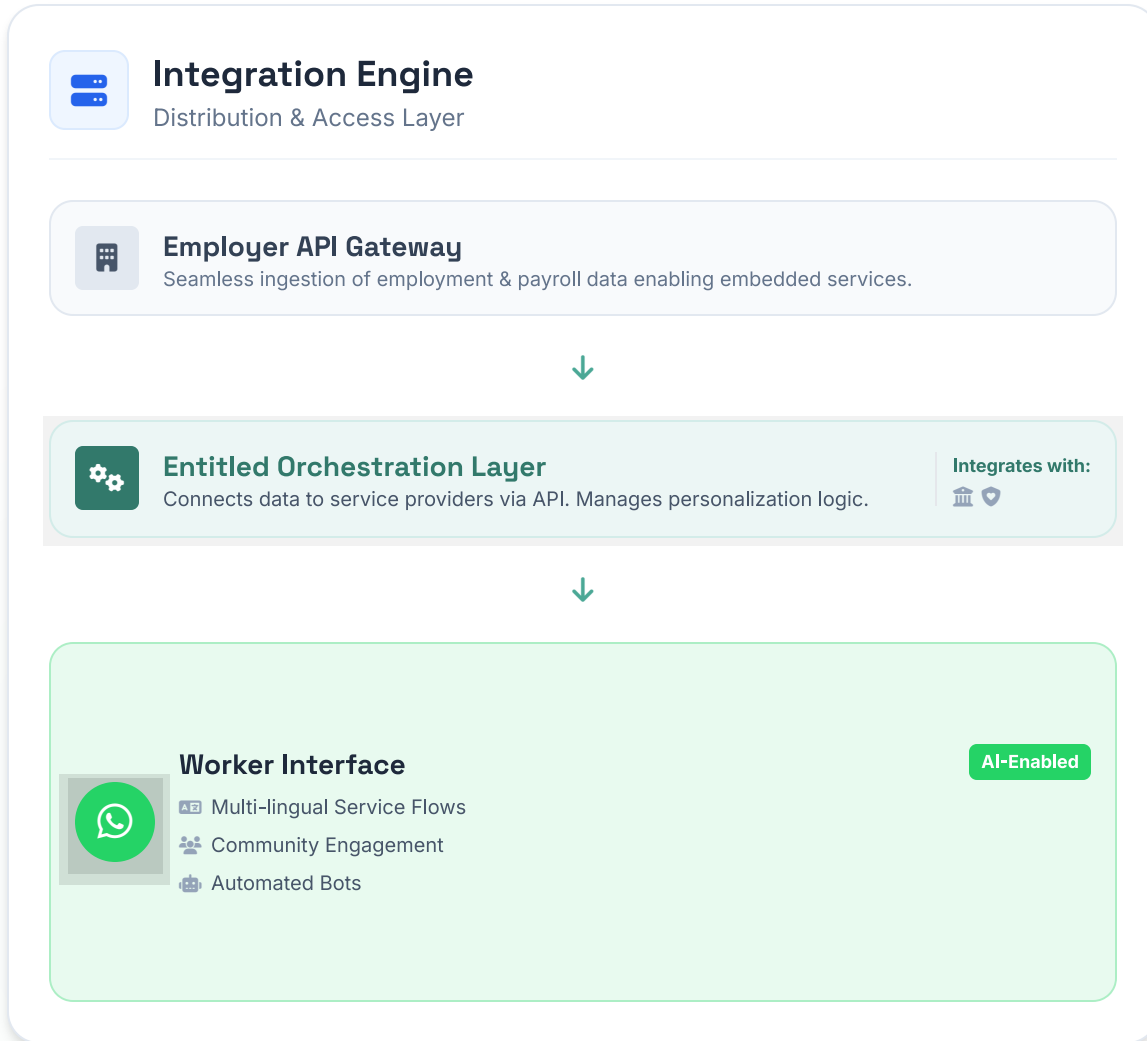 Integration Engine
Distribution & Access Layer
Employer API Gateway
Seamless ingestion of employment & payroll data enabling embedded services.
Entitled Orchestration Layer
Connects data to service providers via API. Manages personalization logic.
Integrates with:
Worker Interface
AI-Enabled
Multi-lingual Service Flows
Community Engagement
Automated Bots